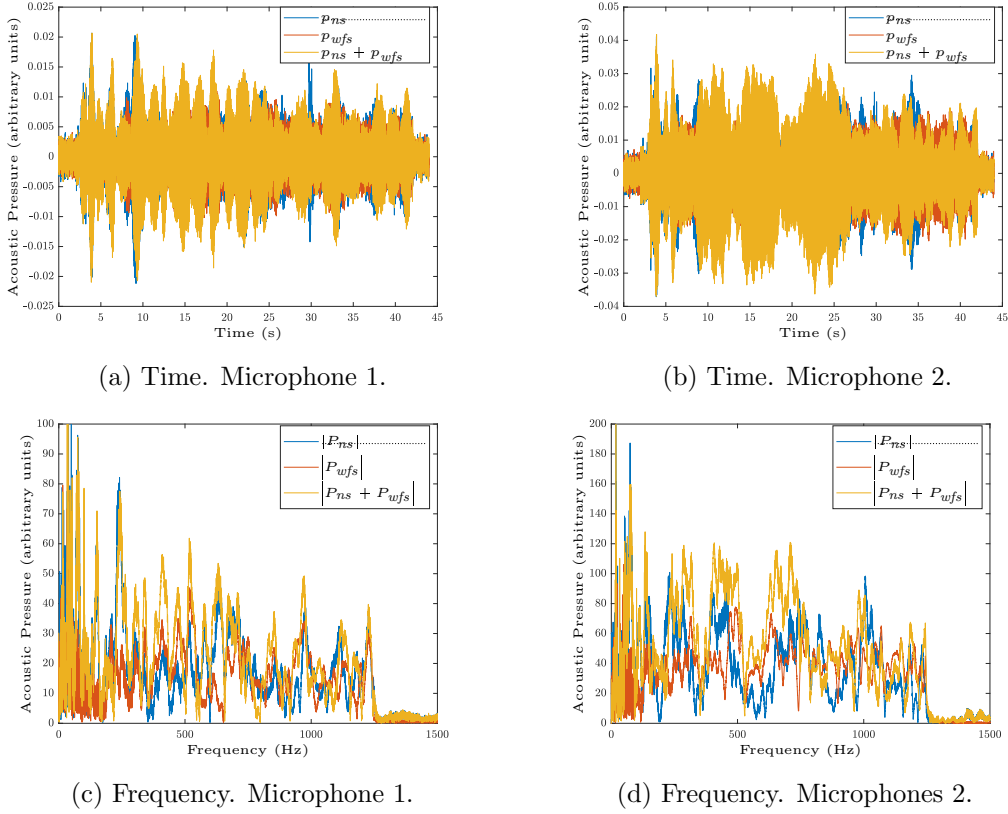 0.025
0.02
0.015
0.01
0.005
0
-0.005
-0.01
-0.015
-0.02
-0.025
Acoustic Pressure (arbitrary units)
0 5 10 15 20 25 30 35 40 45
Time (s)
p_ns
p_wfs
p_ns + p_wfs
(a) Time. Microphone 1.
0.05
0.04
0.03
0.02
0.01
0
-0.01
-0.02
-0.03
-0.04
Acoustic Pressure (arbitrary units)
0 5 10 15 20 25 30 35 40 45
Time (s)
p_ns
p_wfs
p_ns + p_wfs
(b) Time. Microphone 2.
100
90
80
70
60
50
40
30
20
10
0
Acoustic Pressure (arbitrary units)
0 500 1000 1500
Frequency (Hz)
|P_ns|
|P_wfs|
|P_ns + P_wfs|
(c) Frequency. Microphone 1.
200
180
160
140
120
100
80
60
40
20
0
Acoustic Pressure (arbitrary units)
0 500 1000 1500
Frequency (Hz)
|P_ns|
|P_wfs|
|P_ns + P_wfs|
(d) Frequency. Microphones 2.